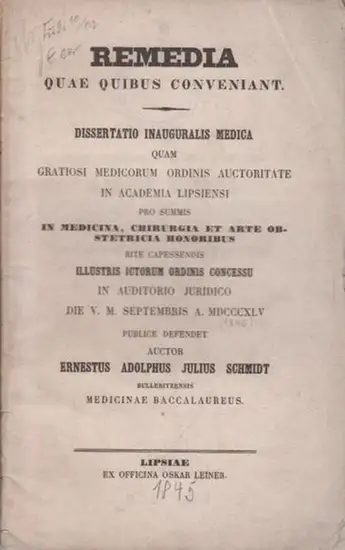 REMEDIA
QUAE QUIBUS CONVENIANT.
DISSERTATIO INAUGURALIS MEDICA
QUAM
GRATIOSI MEDICORUM ORDINIS AUCTORITATE
IN ACADEMIA LIPSIENSI
PRO SUMMIS
IN MEDICINA, CHIRURGIA ET ARTE OB-
STETRICIA HONORIBUS
RITE CAPESSENDIS
ILLUSTRIS ICTORUM ORDINIS CONCESSU
IN AUDITORIO JURIDICO
DIE V. M. SEPTEMBRIS A. MDCCCXLV
(1845)
PUBLICE DEFENDET
AUCTOR
ERNESTUS ADOLPHUS JULIUS SCHMIDT
BULLERITZENSIS
MEDICINAE BACCALAUREUS.
LIPSIAE
EX OFFICINA OSKAR LEINER.
1845